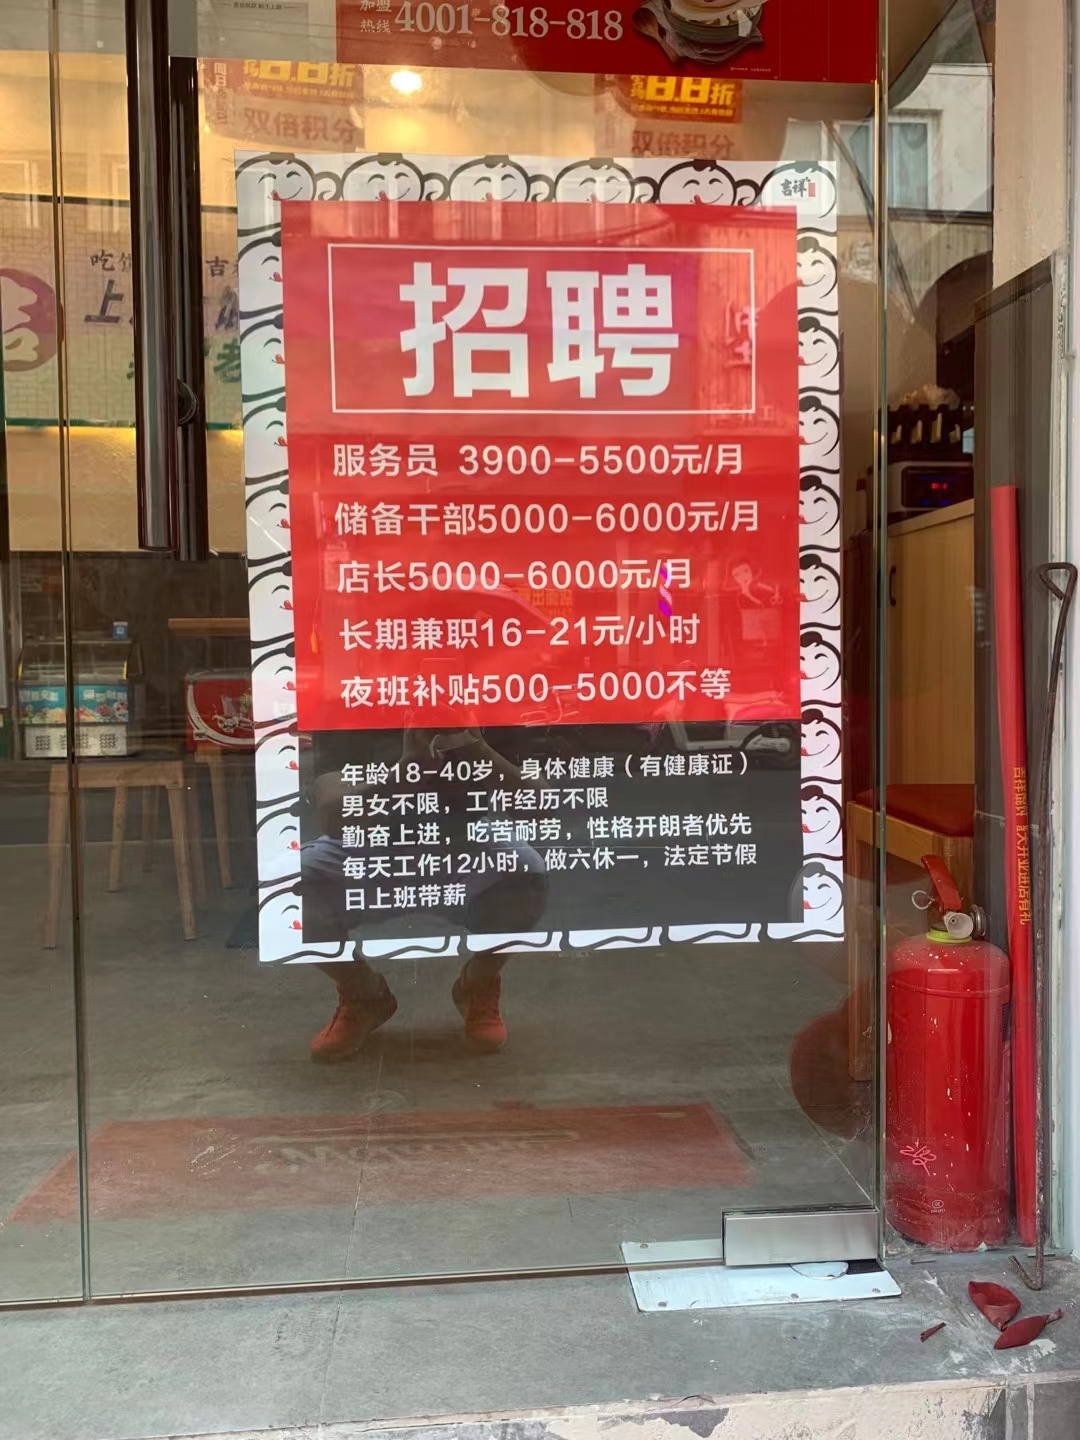 加盟
热线 4001-818-818
8.8折
8.8折
双倍积分
双倍积分
吉祥
招聘
服务员 3900-5500元/月
储备干部5000-6000元/月
店长5000-6000元/月
长期兼职16-21元/小时
夜班补贴500-5000不等
年龄18-40岁，身体健康（有健康证）
男女不限，工作经历不限
勤奋上进，吃苦耐劳，性格开朗者优先
每天工作12小时，做六休一，法定节假
日上班带薪